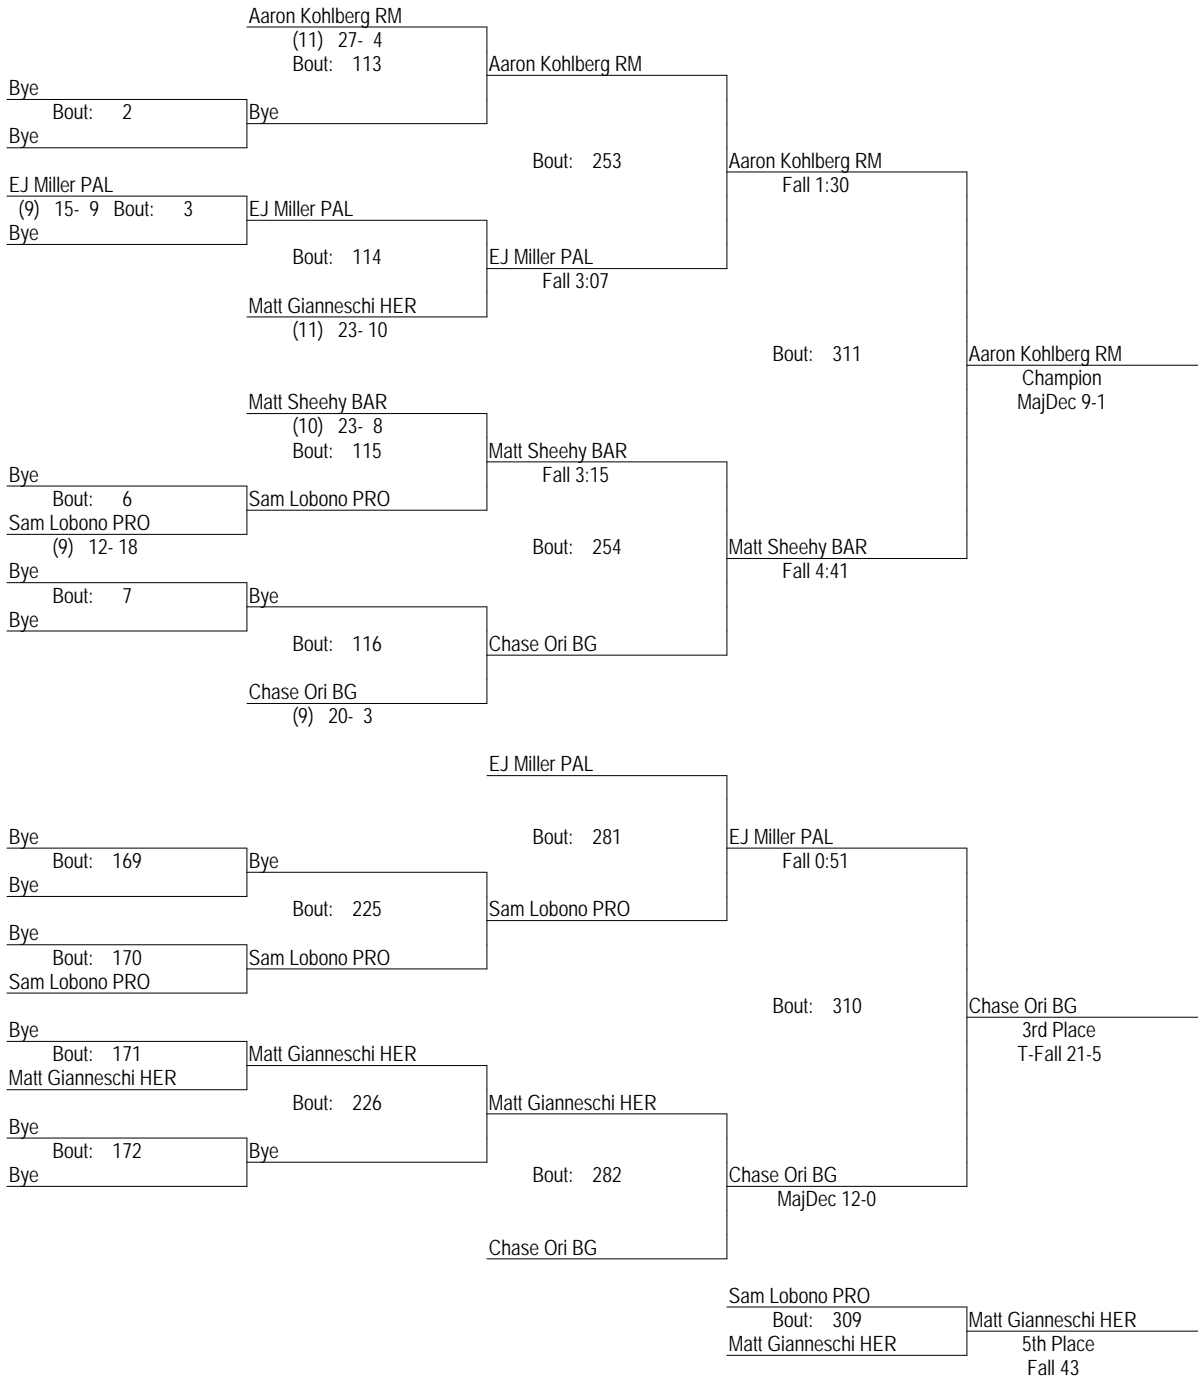 Aaron Kohlberg RM
(11) 27- 4
Bout: 113
Aaron Kohlberg RM
Bye
Bout: 2
Bye
Bye
Bout: 253
Aaron Kohlberg RM
Fall 1:30
EJ Miller PAL
(9) 15- 9 Bout: 3
EJ Miller PAL
Bye
Bout: 114
EJ Miller PAL
Fall 3:07
Matt Gianneschi HER
(11) 23- 10
Bout: 311
Aaron Kohlberg RM
Champion
MajDec 9-1
Matt Sheehy BAR
(10) 23- 8
Bout: 115
Matt Sheehy BAR
Fall 3:15
Bye
Bout: 6
Sam Lobono PRO
Sam Lobono PRO
(9) 12- 18
Bout: 254
Matt Sheehy BAR
Fall 4:41
Bye
Bout: 7
Bye
Bye
Bout: 116
Chase Ori BG
Chase Ori BG
(9) 20- 3
EJ Miller PAL
Bout: 281
EJ Miller PAL
Fall 0:51
Bye
Bout: 169
Bye
Bye
Bout: 225
Sam Lobono PRO
Bye
Bout: 170
Sam Lobono PRO
Sam Lobono PRO
Bout: 310
Chase Ori BG
3rd Place
T-Fall 21-5
Bye
Bout: 171
Matt Gianneschi HER
Matt Gianneschi HER
Bout: 226
Matt Gianneschi HER
Bye
Bout: 172
Bye
Bye
Bout: 282
Chase Ori BG
MajDec 12-0
Chase Ori BG
Sam Lobono PRO
Bout: 309
Matt Gianneschi HER
Matt Gianneschi HER
5th Place
Fall 43